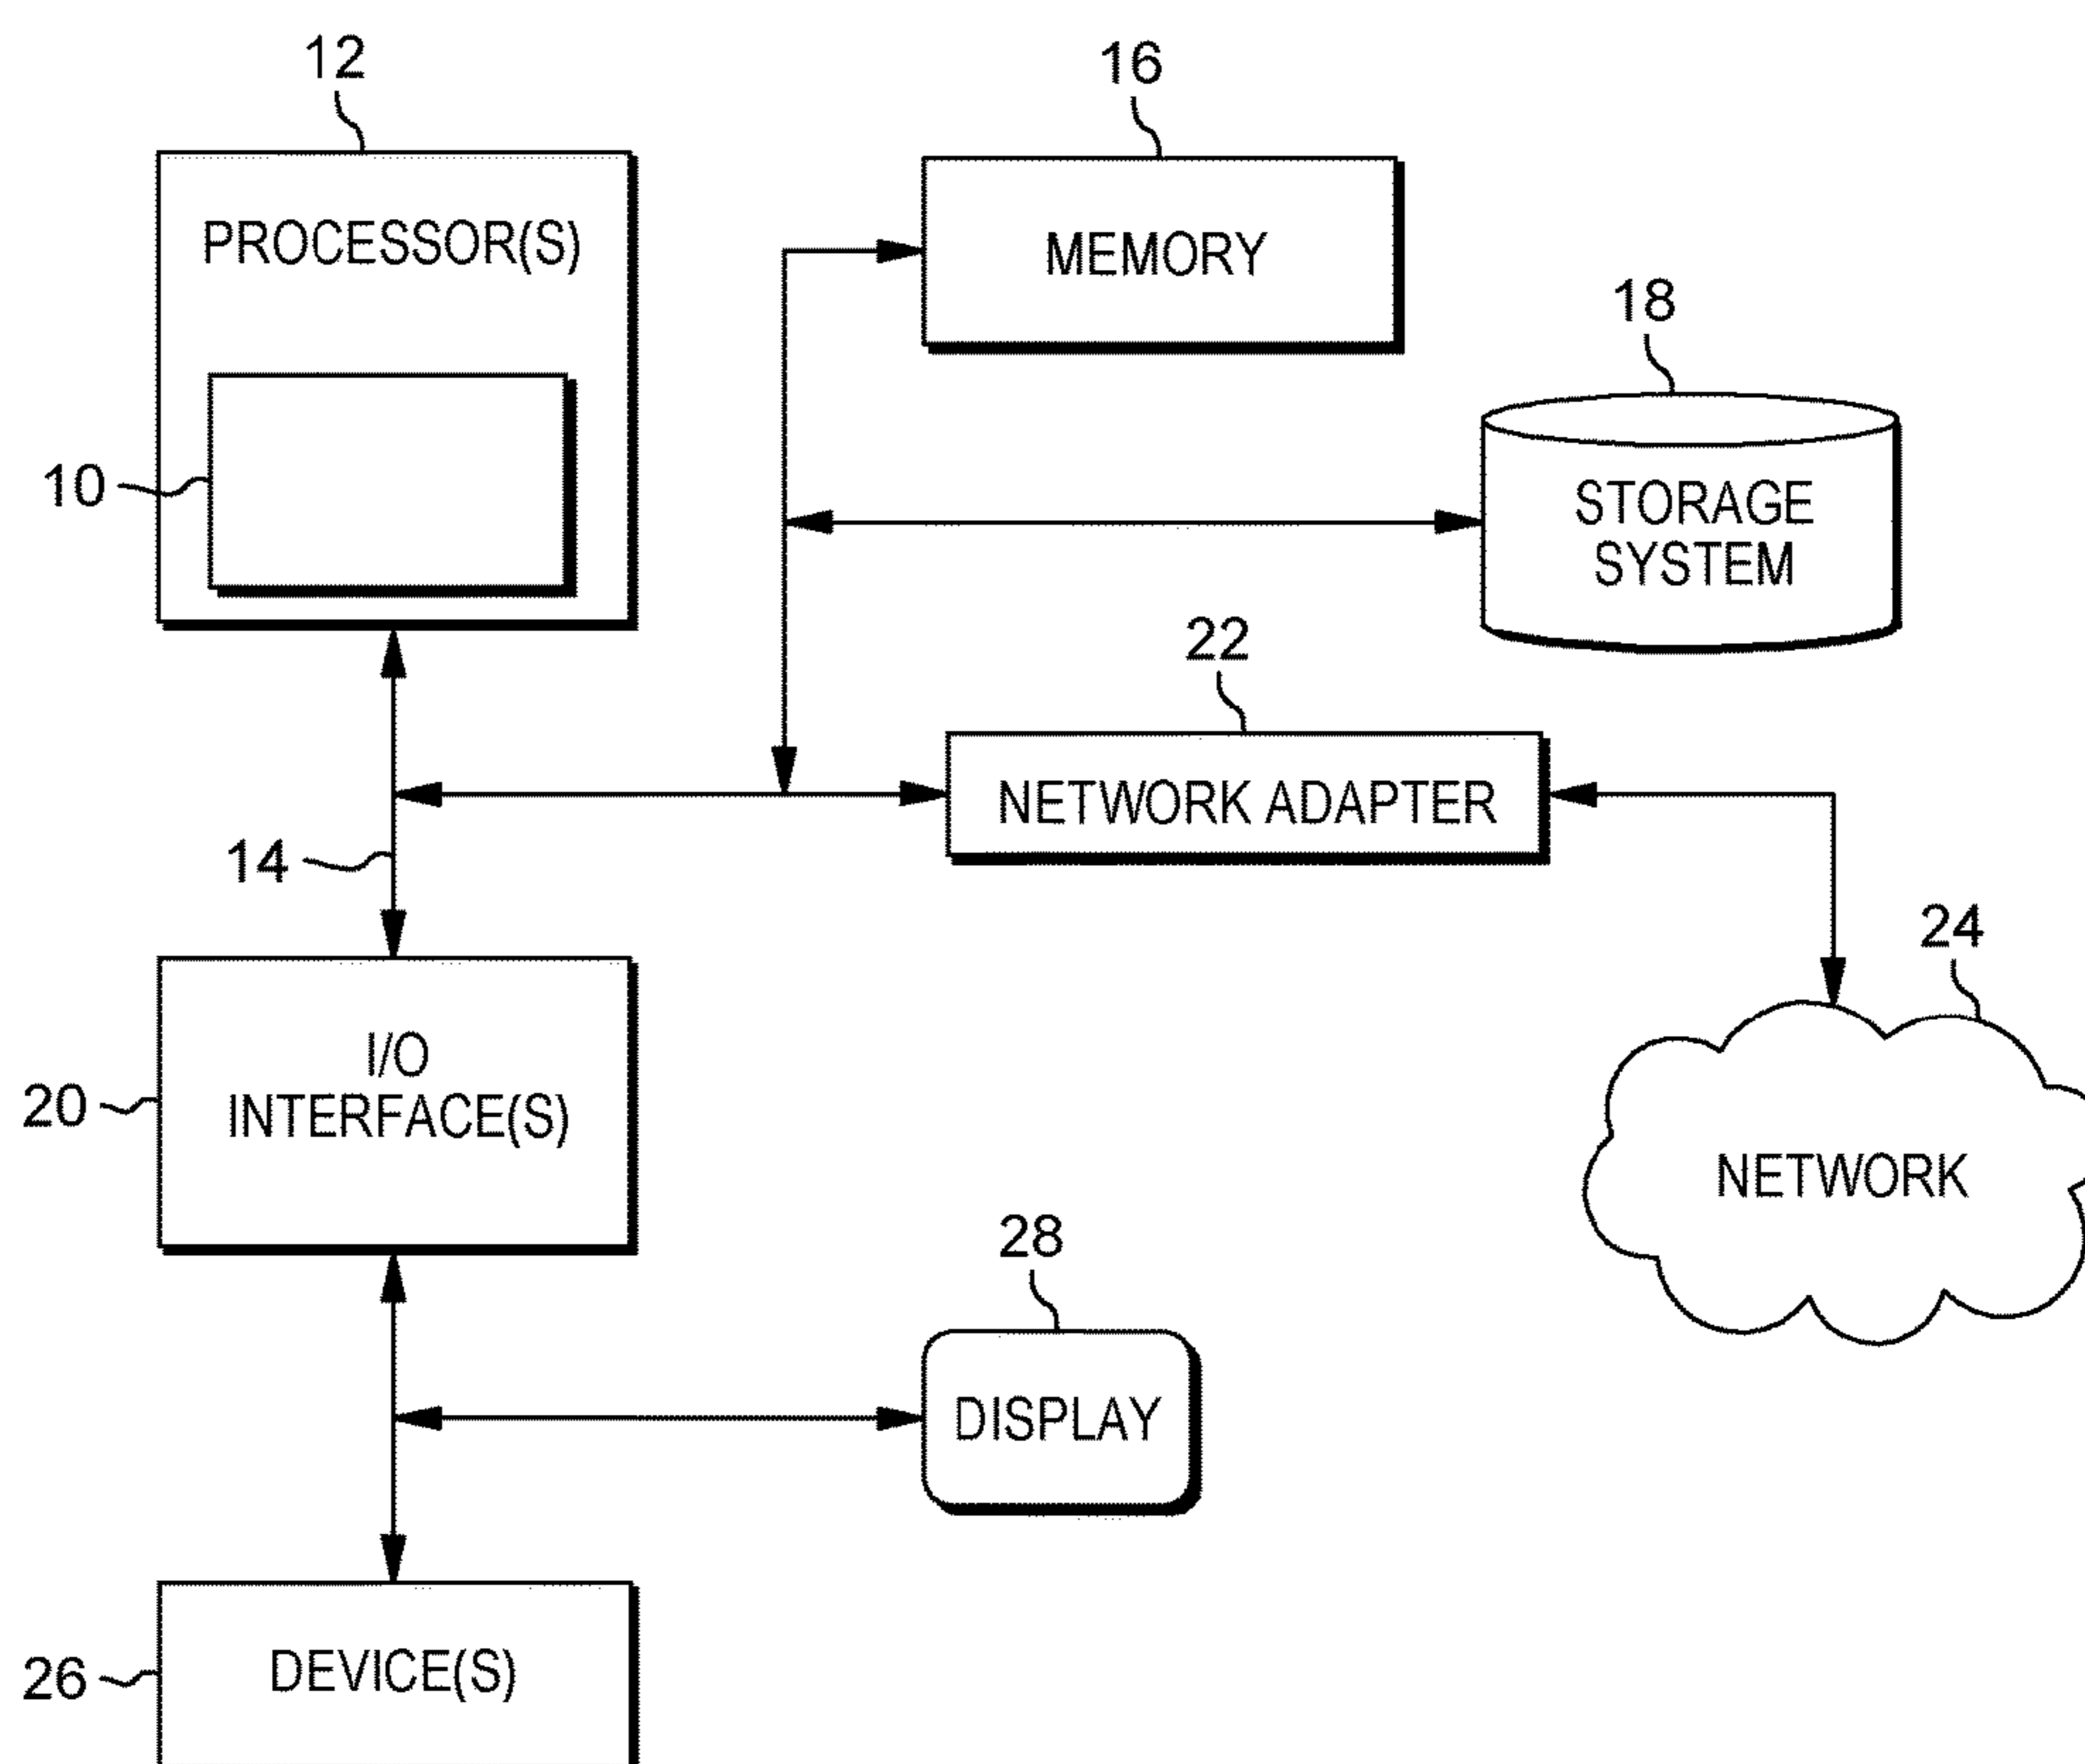 12
16
PROCESSOR(S)
MEMORY
18
10
STORAGE
SYSTEM
22
NETWORK ADAPTER
14
24
I/O
INTERFACE(S)
20
NETWORK
28
DISPLAY
26
DEVICE(S)